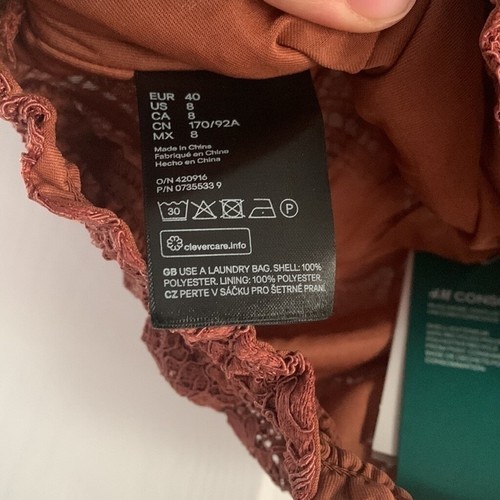 EUR 40
US 8
CA 8
CN 170/92A
MX 8
Made in China
Fabriqué en Chine
Hecho en China
O/N 420916
P/N 0735533 9
30 P
clevercare.info
GB USE A LAUNDRY BAG. SHELL: 100%
POLYESTER. LINING: 100% POLYESTER.
CZ PERTE V SÁČKU PRO ŠETRNÉ PRANÍ.